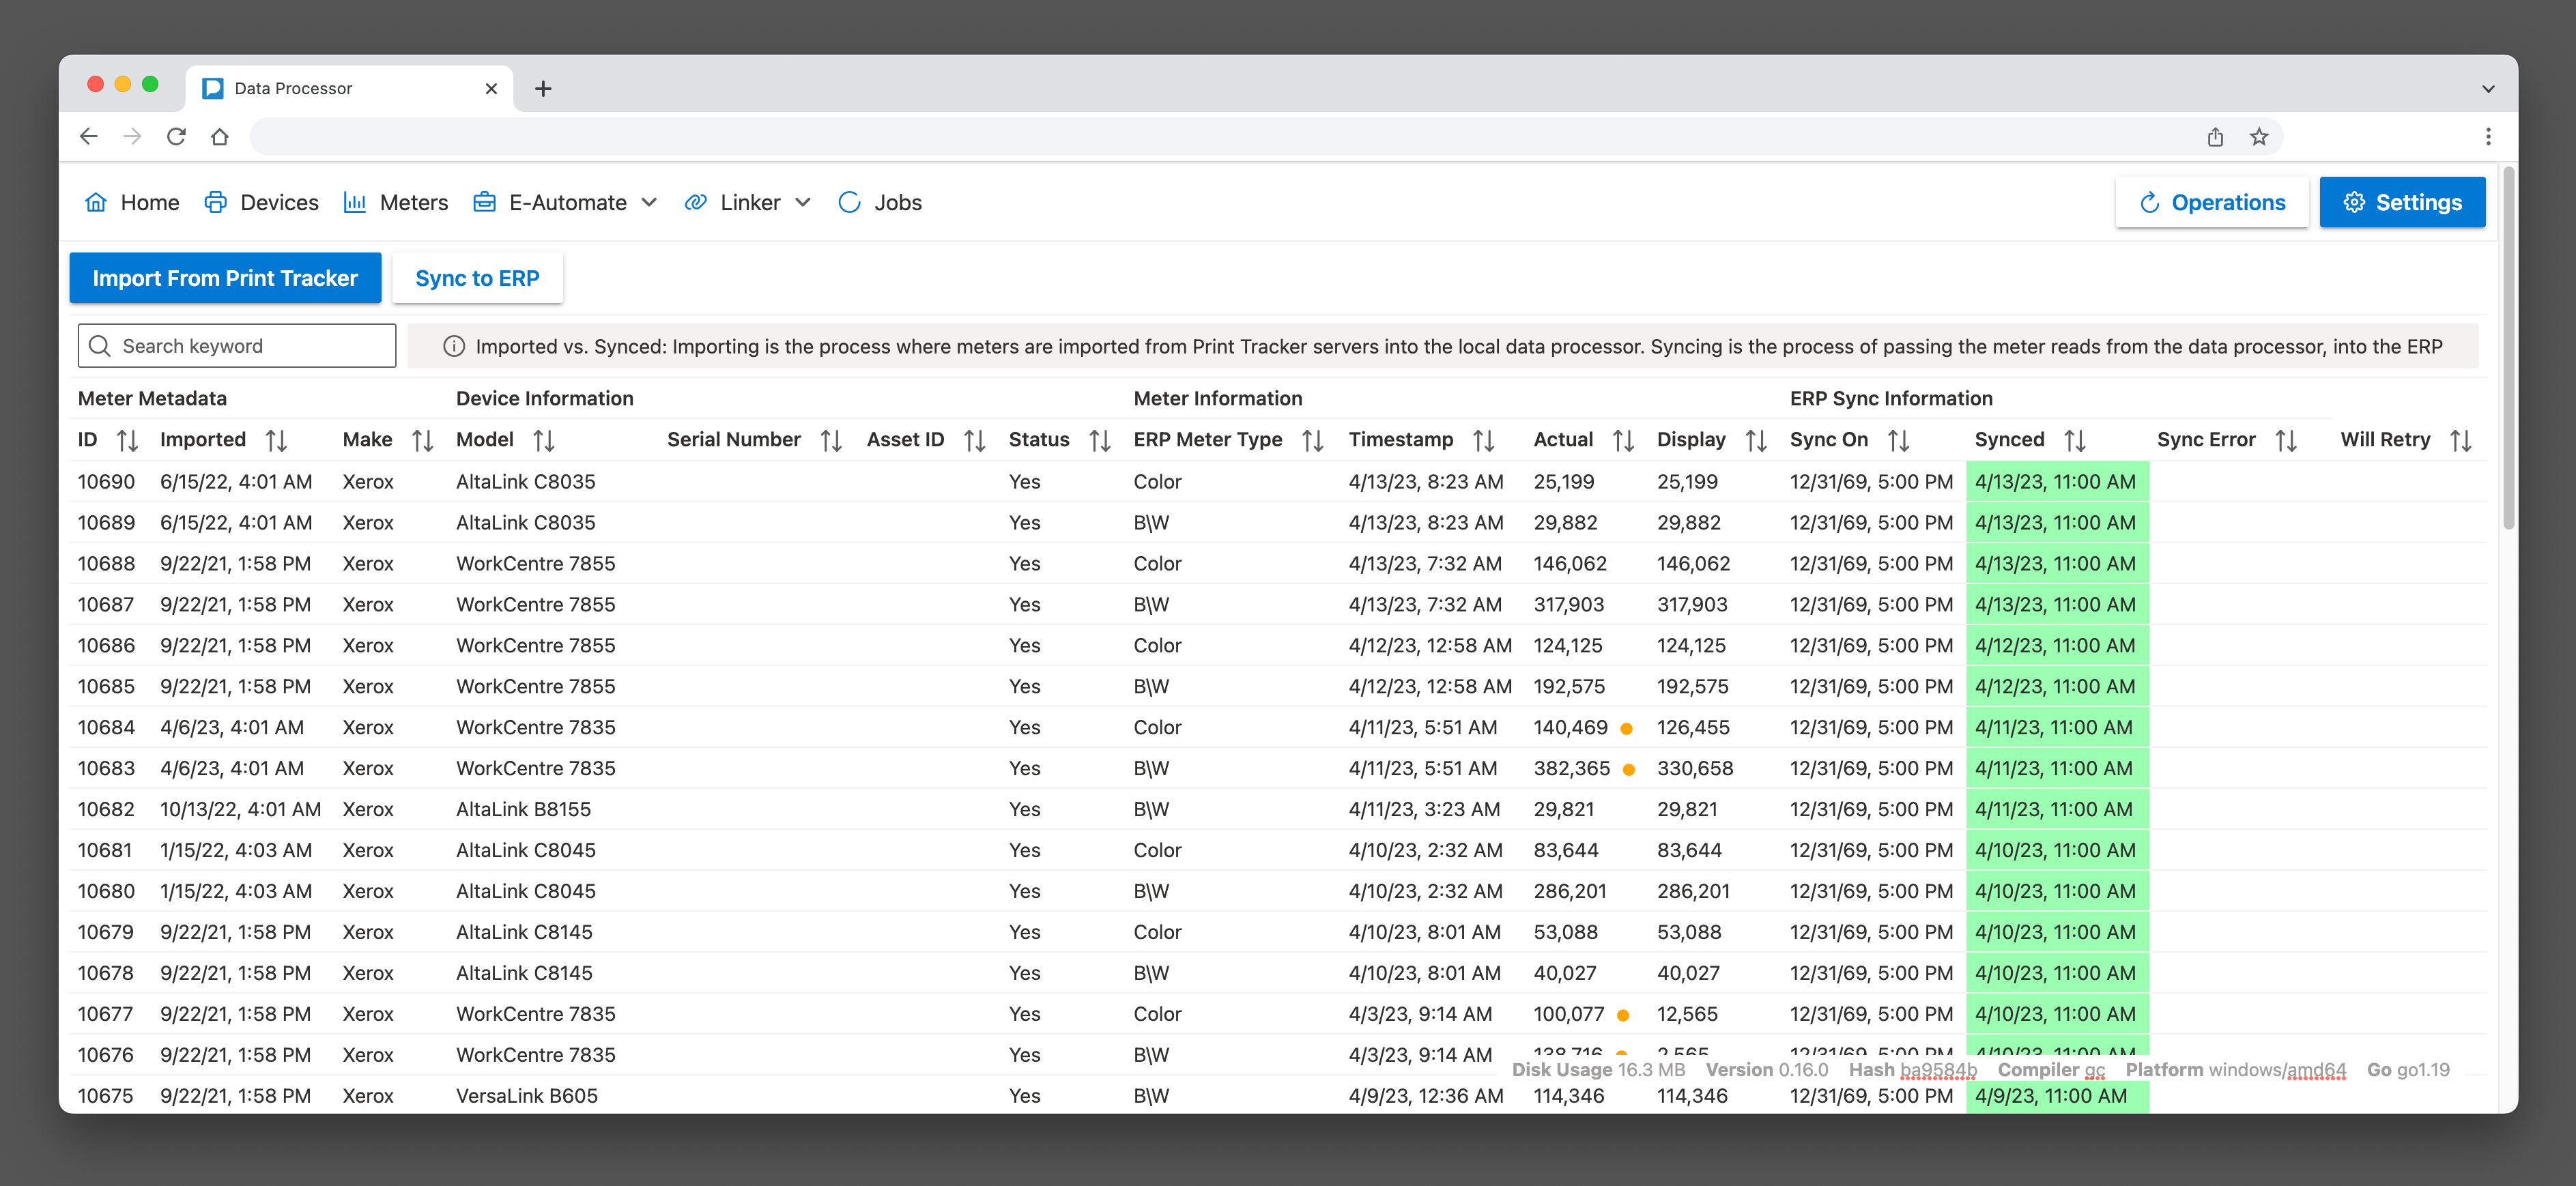 Data Processor
Home Devices Meters E-Automate Linker Jobs Operations Settings
Import From Print Tracker Sync to ERP
Search keyword Imported vs. Synced: Importing is the process where meters are imported from Print Tracker servers into the local data processor. Syncing is the process of passing the meter reads from the data processor, into the ERP
Meter Metadata Device Information Meter Information ERP Sync Information
ID Imported Make Model Serial Number Asset ID Status ERP Meter Type Timestamp Actual Display Sync On Synced Sync Error Will Retry
10690 6/15/22, 4:01 AM Xerox AltaLink C8035 Yes Color 4/13/23, 8:23 AM 25,199 25,199 12/31/69, 5:00 PM 4/13/23, 11:00 AM
10689 6/15/22, 4:01 AM Xerox AltaLink C8035 Yes B\W 4/13/23, 8:23 AM 29,882 29,882 12/31/69, 5:00 PM 4/13/23, 11:00 AM
10688 9/22/21, 1:58 PM Xerox WorkCentre 7855 Yes Color 4/13/23, 7:32 AM 146,062 146,062 12/31/69, 5:00 PM 4/13/23, 11:00 AM
10687 9/22/21, 1:58 PM Xerox WorkCentre 7855 Yes B\W 4/13/23, 7:32 AM 317,903 317,903 12/31/69, 5:00 PM 4/13/23, 11:00 AM
10686 9/22/21, 1:58 PM Xerox WorkCentre 7855 Yes Color 4/12/23, 12:58 AM 124,125 124,125 12/31/69, 5:00 PM 4/12/23, 11:00 AM
10685 9/22/21, 1:58 PM Xerox WorkCentre 7855 Yes B\W 4/12/23, 12:58 AM 192,575 192,575 12/31/69, 5:00 PM 4/12/23, 11:00 AM
10684 4/6/23, 4:01 AM Xerox WorkCentre 7835 Yes Color 4/11/23, 5:51 AM 140,469 126,455 12/31/69, 5:00 PM 4/11/23, 11:00 AM
10683 4/6/23, 4:01 AM Xerox WorkCentre 7835 Yes B\W 4/11/23, 5:51 AM 382,365 330,658 12/31/69, 5:00 PM 4/11/23, 11:00 AM
10682 10/13/22, 4:01 AM Xerox AltaLink B8155 Yes B\W 4/11/23, 3:23 AM 29,821 29,821 12/31/69, 5:00 PM 4/11/23, 11:00 AM
10681 1/15/22, 4:03 AM Xerox AltaLink C8045 Yes Color 4/10/23, 2:32 AM 83,644 83,644 12/31/69, 5:00 PM 4/10/23, 11:00 AM
10680 1/15/22, 4:03 AM Xerox AltaLink C8045 Yes B\W 4/10/23, 2:32 AM 286,201 286,201 12/31/69, 5:00 PM 4/10/23, 11:00 AM
10679 9/22/21, 1:58 PM Xerox AltaLink C8145 Yes Color 4/10/23, 8:01 AM 53,088 53,088 12/31/69, 5:00 PM 4/10/23, 11:00 AM
10678 9/22/21, 1:58 PM Xerox AltaLink C8145 Yes B\W 4/10/23, 8:01 AM 40,027 40,027 12/31/69, 5:00 PM 4/10/23, 11:00 AM
10677 9/22/21, 1:58 PM Xerox WorkCentre 7835 Yes Color 4/3/23, 9:14 AM 100,077 12,565 12/31/69, 5:00 PM 4/10/23, 11:00 AM
10676 9/22/21, 1:58 PM Xerox WorkCentre 7835 Yes B\W 4/3/23, 9:14 AM 12/31/69, 5:00 PM 4/10/23, 11:00 AM
Disk Usage 16.3 MB Version 0.16.0 Hash ba9584b Compiler gc Platform windows/amd64 Go go1.19
10675 9/22/21, 1:58 PM Xerox VersaLink B605 Yes B\W 4/9/23, 12:36 AM 114,346 114,346 12/31/69, 5:00 PM 4/9/23, 11:00 AM